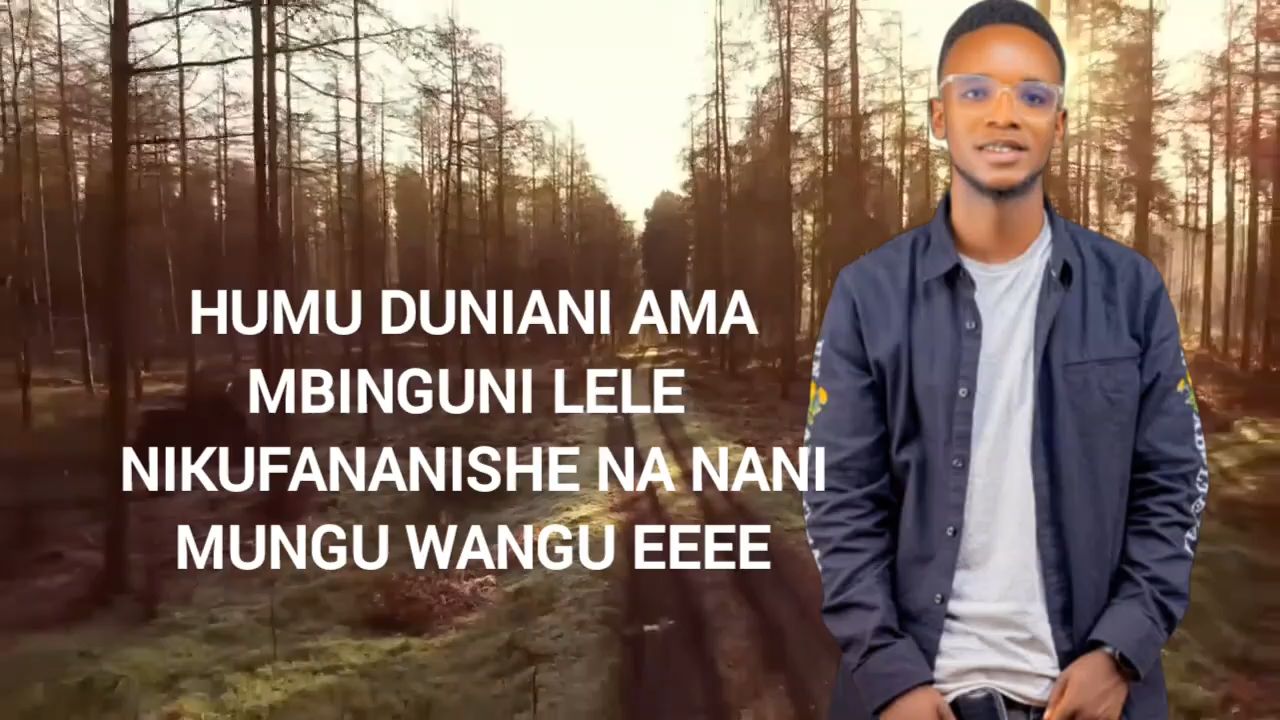 HUMU DUNIANI AMA
MBINGUNI LELE
NIKUFANANISHE NA NANI
MUNGU WANGU EEEE